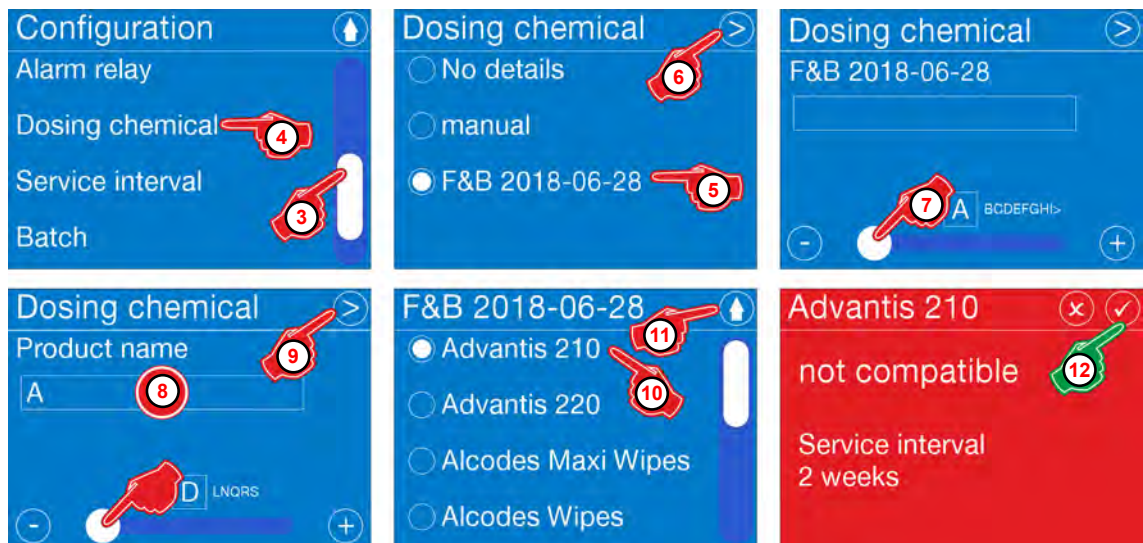 Configuration
Alarm relay
Dosing chemical
4
Service interval
3
Batch
Dosing chemical >
6
No details
manual
F&B 2018-06-28
5
Dosing chemical >
F&B 2018-06-28
7
A BCDEFGHI>
- +
Dosing chemical >
9
Product name
A
8
D LNQRS
- +
F&B 2018-06-28
11
Advantis 210
10
Advantis 220
Alcodes Maxi Wipes
Alcodes Wipes
Advantis 210 x ✓
not compatible
12
Service interval
2 weeks